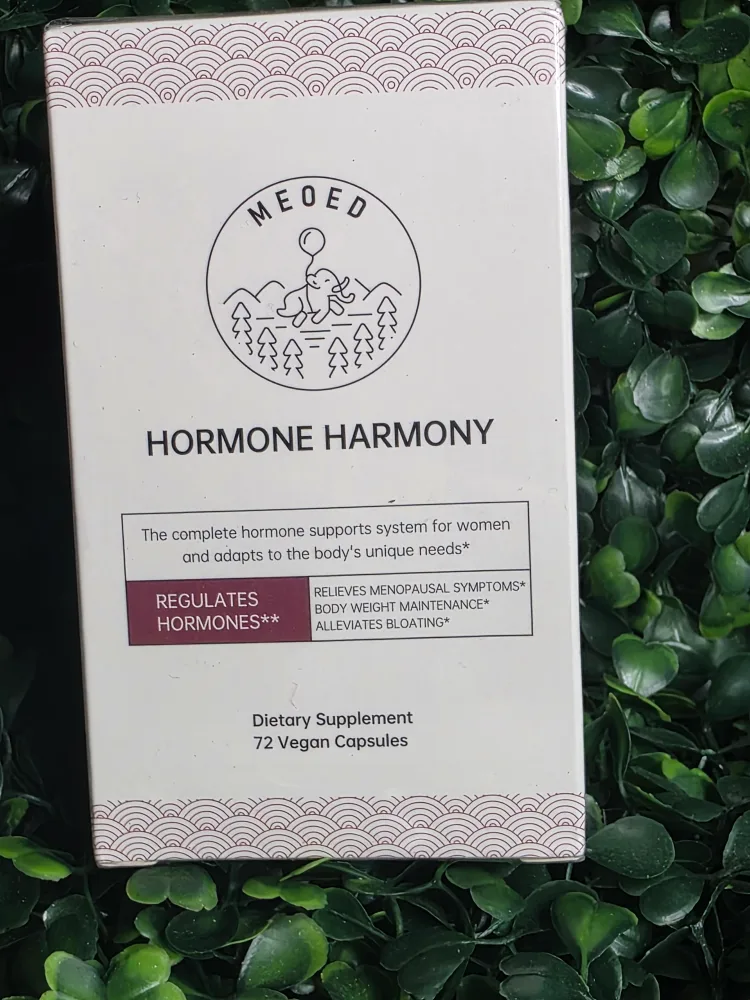 MEOED
HORMONE HARMONY
The complete hormone supports system for women
and adapts to the body's unique needs*
REGULATES
HORMONES**
RELIEVES MENOPAUSAL SYMPTOMS*
BODY WEIGHT MAINTENANCE*
ALLEVIATES BLOATING*
Dietary Supplement
72 Vegan Capsules